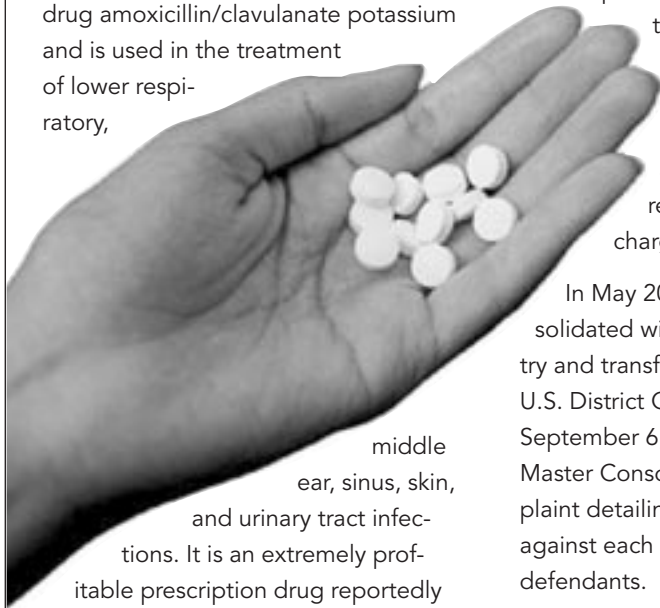 drug amoxicillin/clavulanate potassium
and is used in the treatment
of lower respi-
ratory,
middle
ear, sinus, skin,
and urinary tract infec-
tions. It is an extremely prof-
itable prescription drug reportedly
t
re
char
In May 20
solidated wi
try and transf
U.S. District
September 6
Master Conso
plaint detailin
against each
defendants.